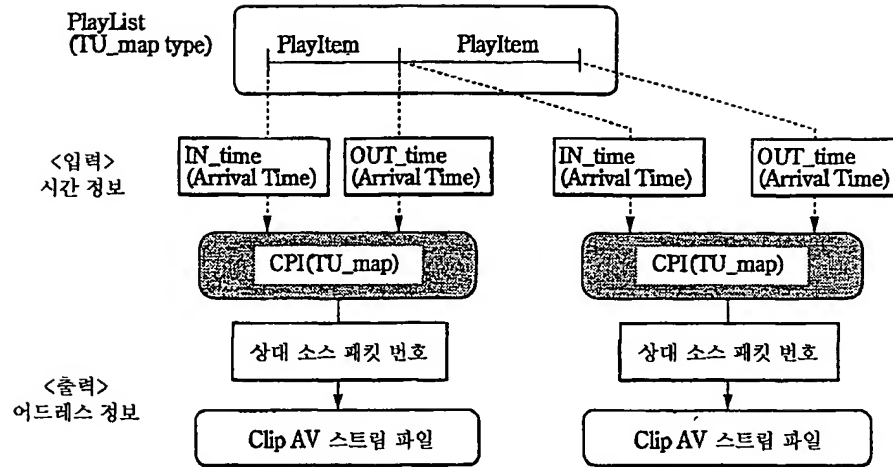 PlayList
(TU_map type)
PlayItem PlayItem
<입력>
시간 정보
IN_time
(Arrival Time)
OUT_time
(Arrival Time)
IN_time
(Arrival Time)
OUT_time
(Arrival Time)
CPI(TU_map) CPI(TU_map)
상대 소스 패킷 번호 상대 소스 패킷 번호
<출력>
어드레스 정보
Clip AV 스트림 파일 Clip AV 스트림 파일